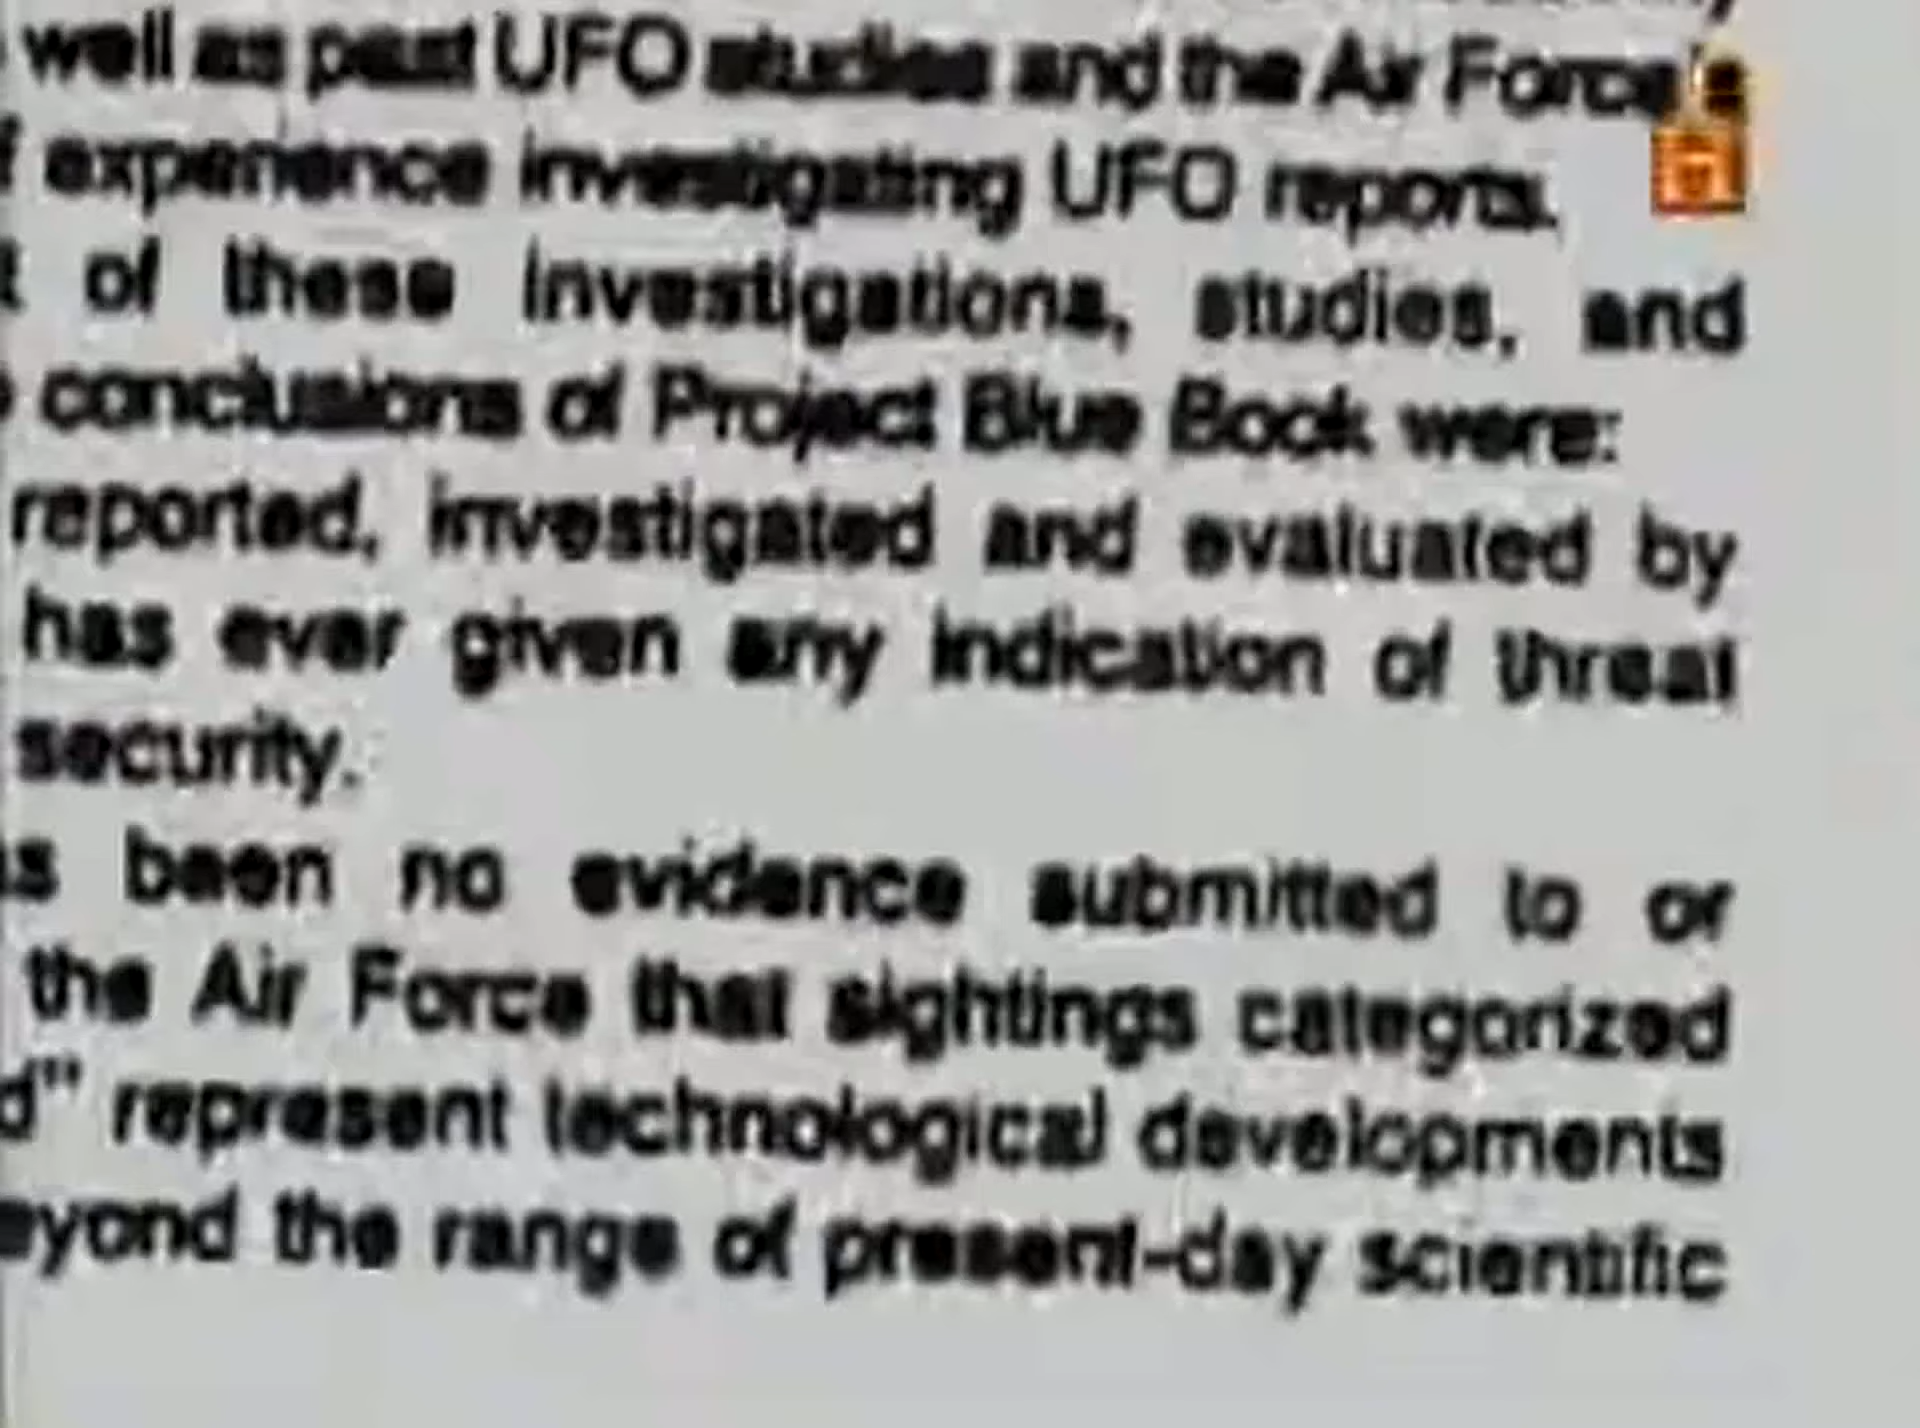 well as past UFO studies and the Air Force
experience investigating UFO reports.
of these investigations, studies, and
conclusions of Project Blue Book were:
reported, investigated and evaluated by
has ever given any indication of threat
security.
s been no evidence submitted to or
the Air Force that sightings categorized
d" represent technological developments
eyond the range of present-day scientific